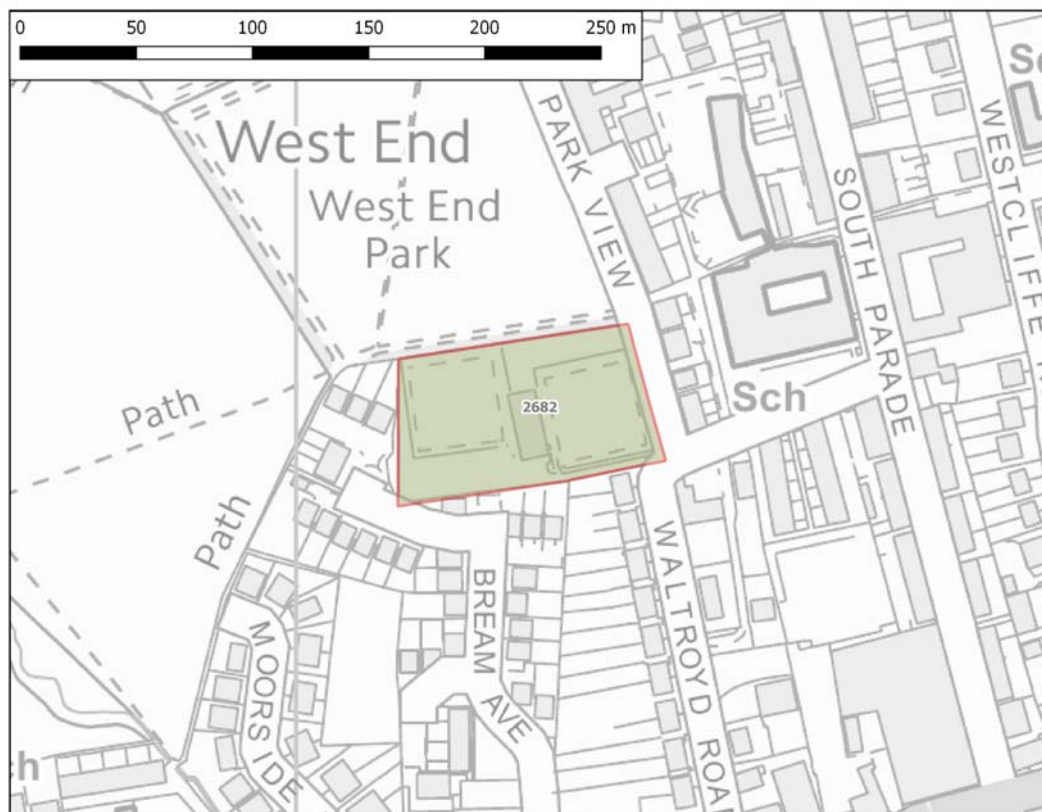 0 50 100 150 200 250 m
West End
West End
Park
PARK VIEW
SOUTH PARADE
WESTCLIFFE
Path
2682
Sch
Path
MOORSIDE
BREAM
AVE
WALTROYD ROAD